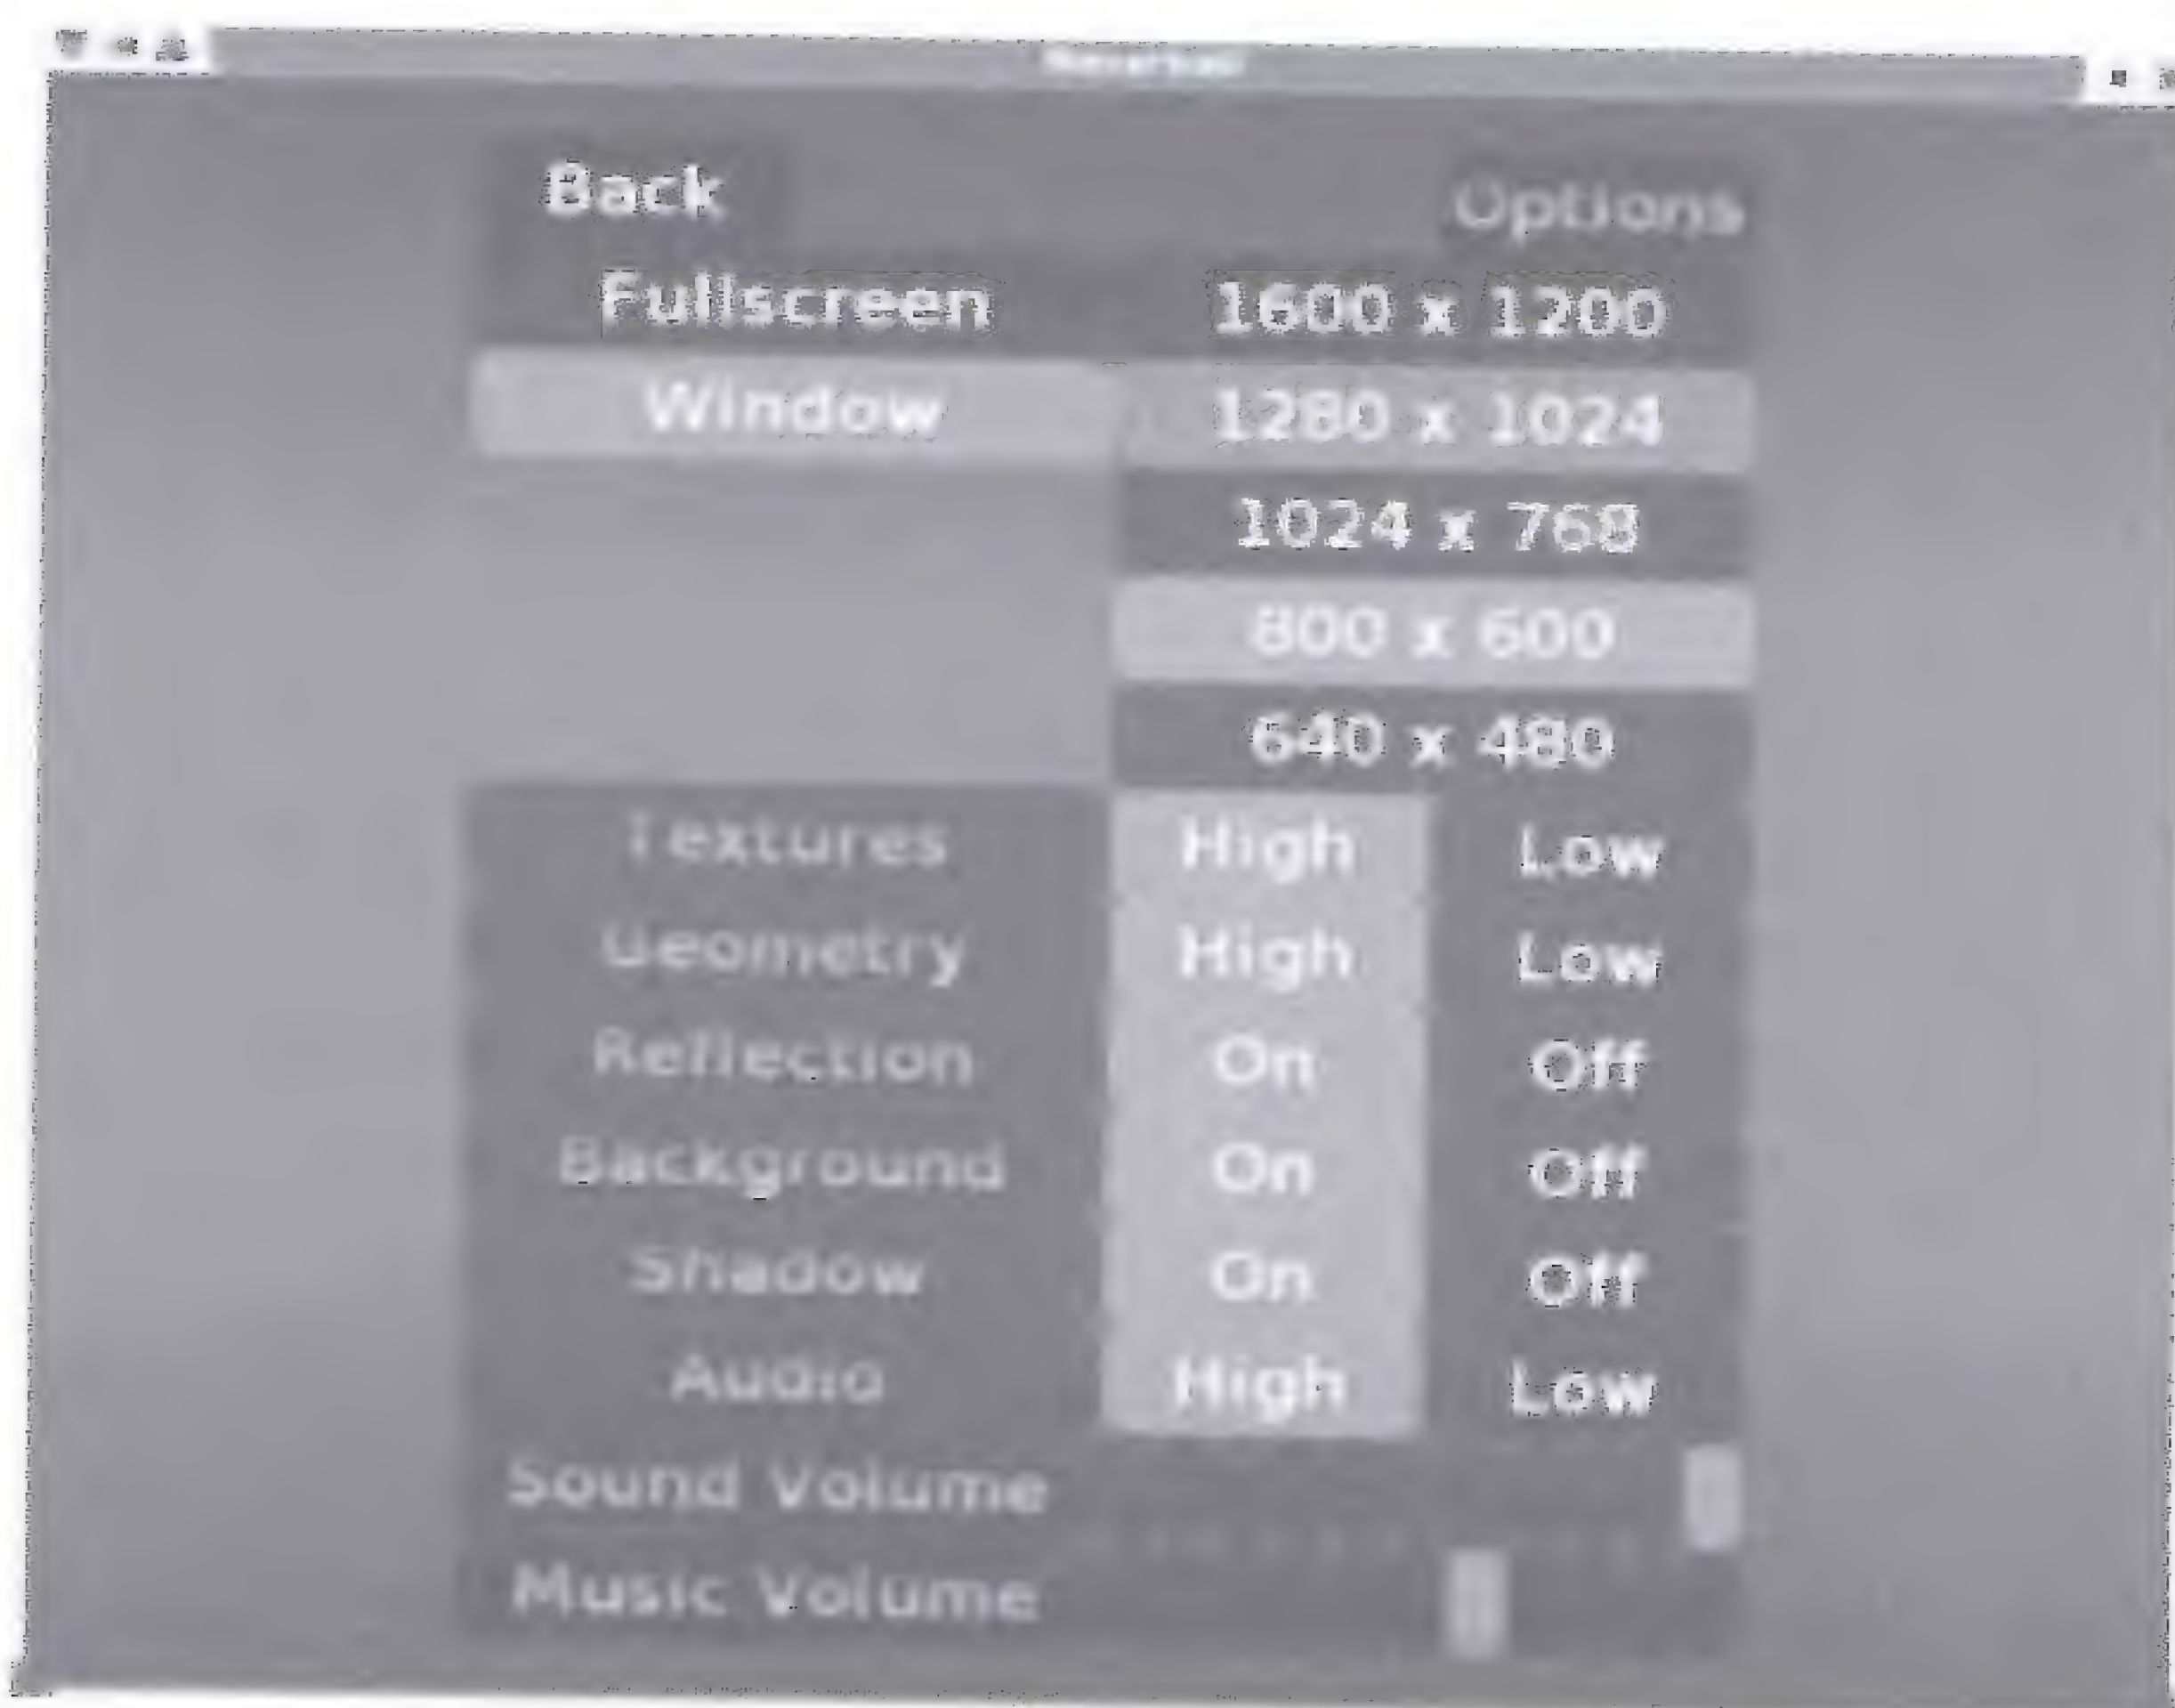 Back Options
Fullscreen 1600 x 1200
Window 1280 x 1024
1024 x 768
800 x 600
640 x 480
Textures High Low
Geometry High Low
Reflection On Off
Background On Off
Shadow On Off
Audio High Low
Sound Volume
Music Volume